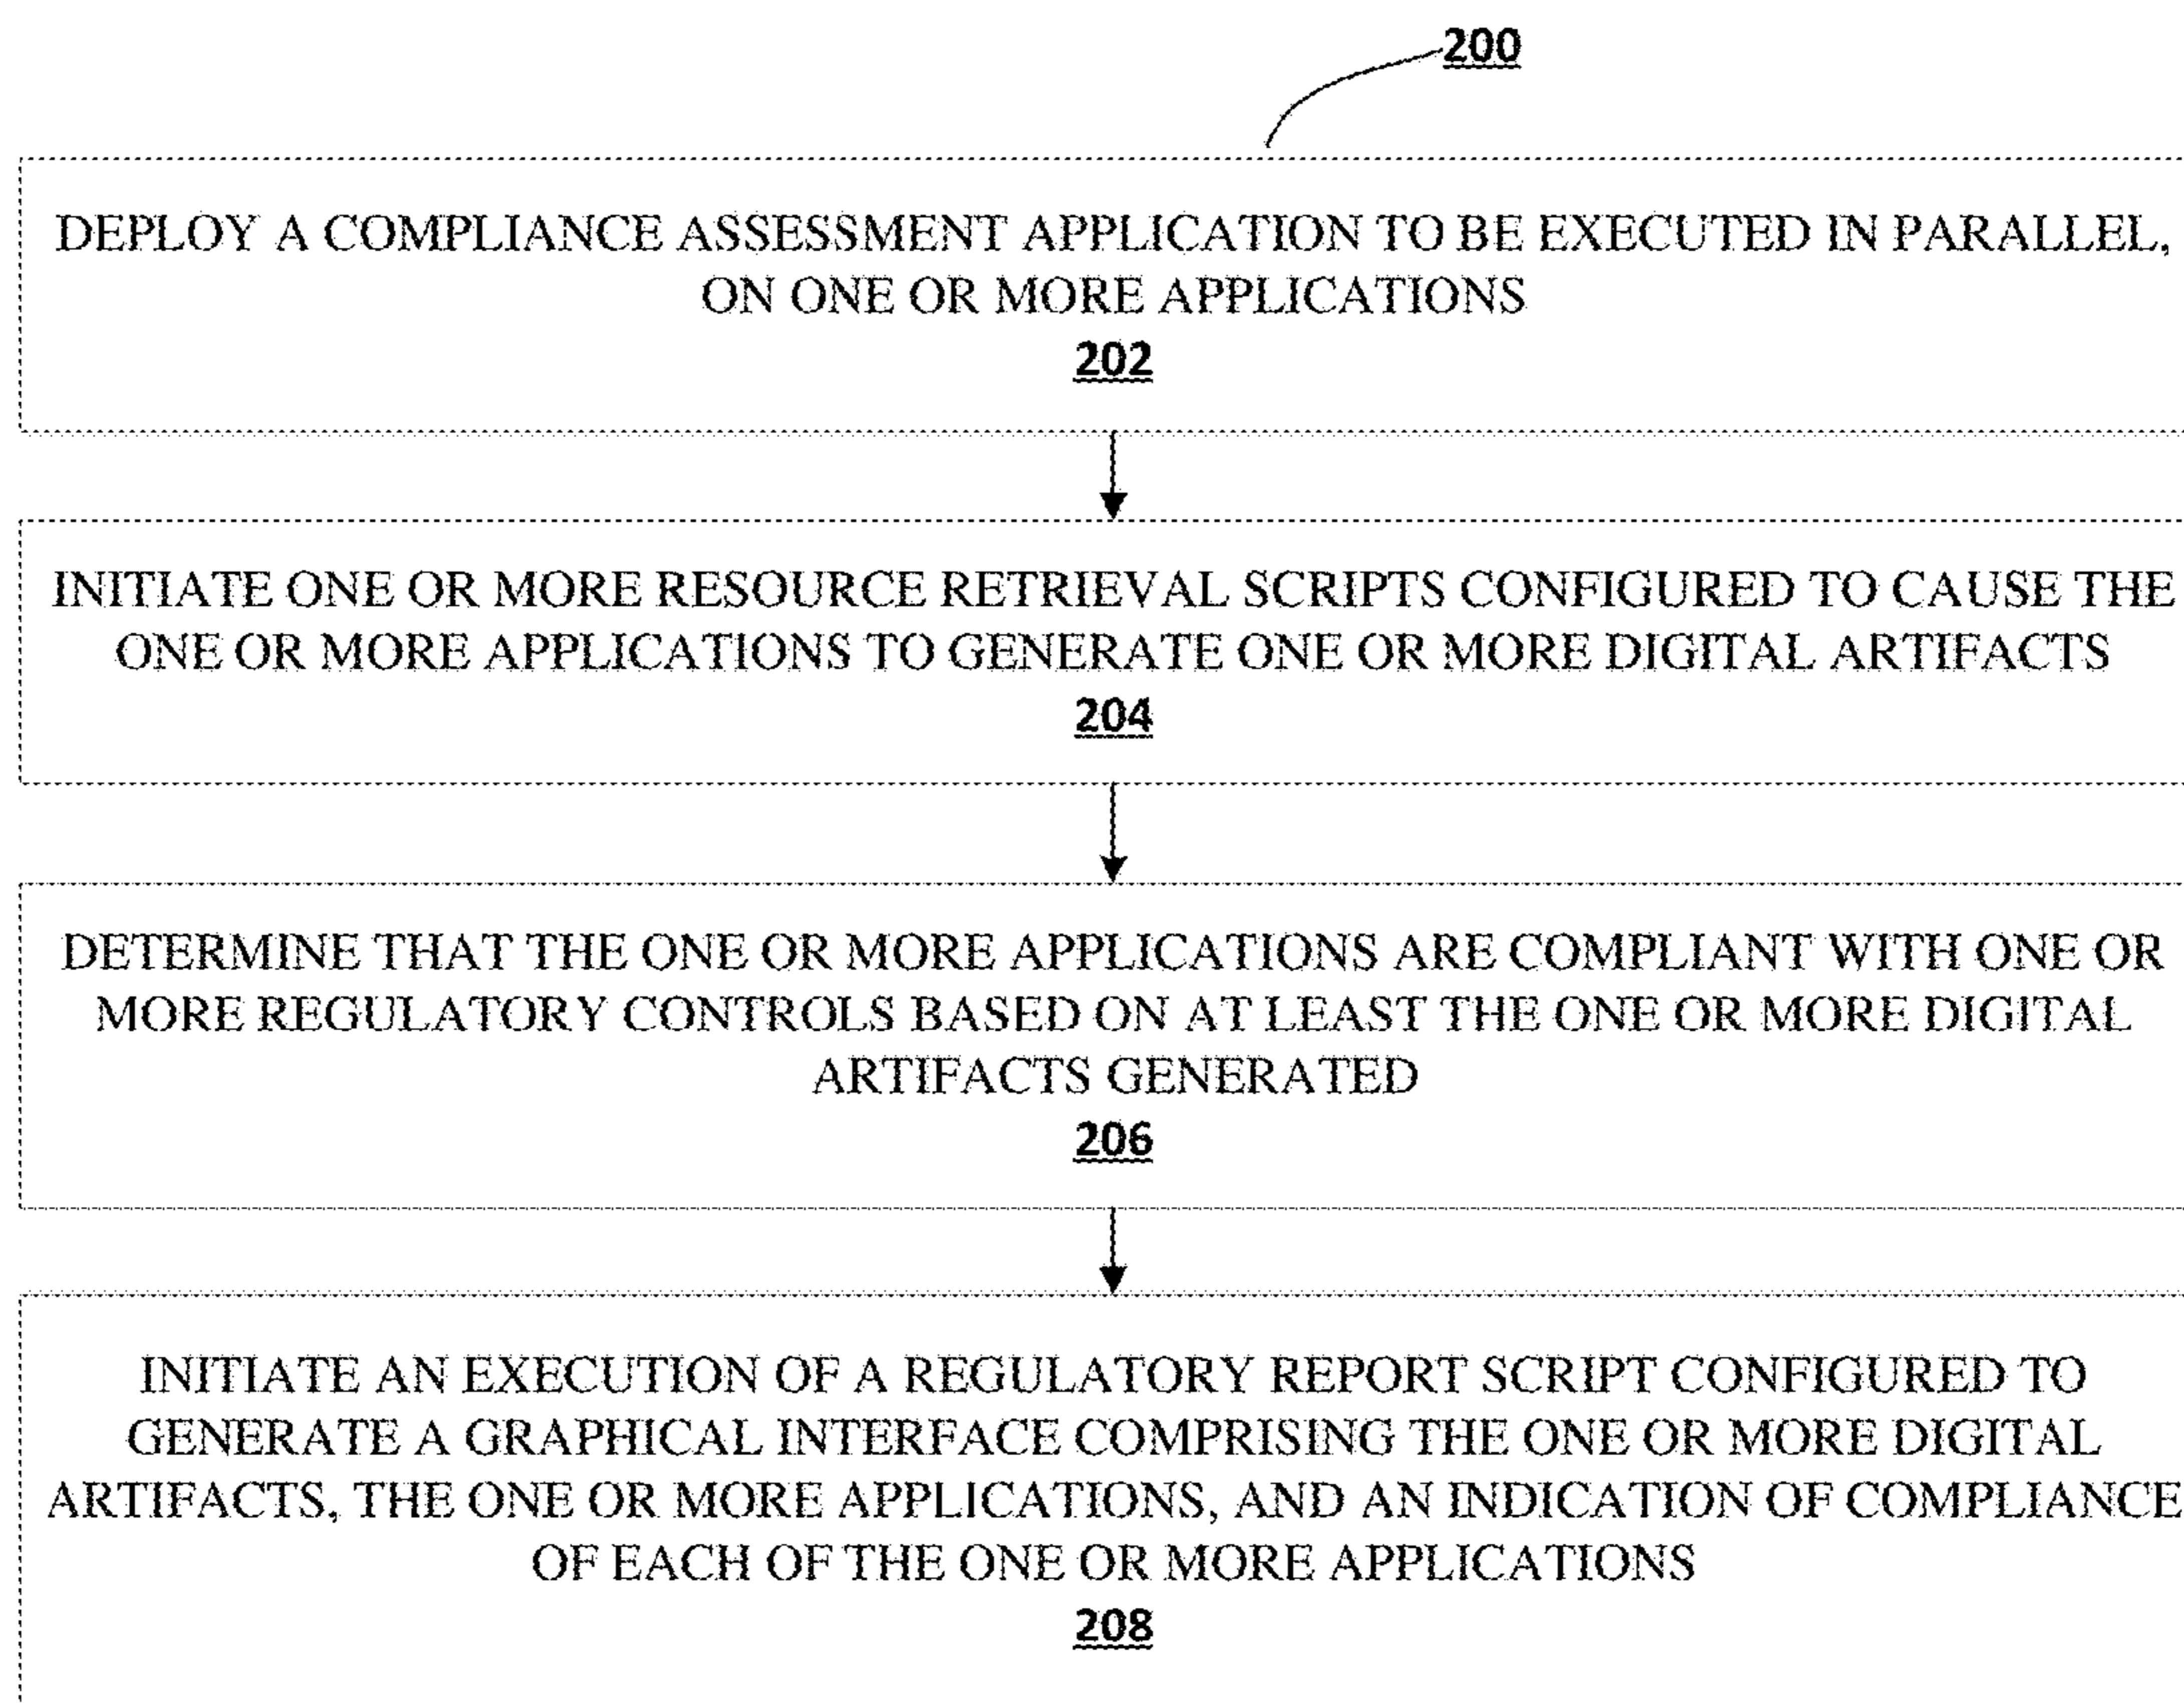 200
DEPLOY A COMPLIANCE ASSESSMENT APPLICATION TO BE EXECUTED IN PARALLEL,
ON ONE OR MORE APPLICATIONS
202
INITIATE ONE OR MORE RESOURCE RETRIEVAL SCRIPTS CONFIGURED TO CAUSE THE
ONE OR MORE APPLICATIONS TO GENERATE ONE OR MORE DIGITAL ARTIFACTS
204
DETERMINE THAT THE ONE OR MORE APPLICATIONS ARE COMPLIANT WITH ONE OR
MORE REGULATORY CONTROLS BASED ON AT LEAST THE ONE OR MORE DIGITAL
ARTIFACTS GENERATED
206
INITIATE AN EXECUTION OF A REGULATORY REPORT SCRIPT CONFIGURED TO
GENERATE A GRAPHICAL INTERFACE COMPRISING THE ONE OR MORE DIGITAL
ARTIFACTS, THE ONE OR MORE APPLICATIONS, AND AN INDICATION OF COMPLIANCE
OF EACH OF THE ONE OR MORE APPLICATIONS
208